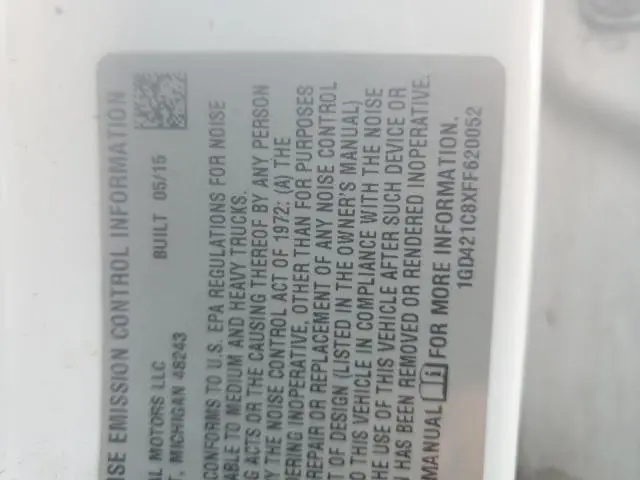 ISE EMISSION CONTROL INFORMATION
AL MOTORS LLC
BUILT 05/15
T, MICHIGAN 48243
CONFORMS TO U.S. EPA REGULATIONS FOR NOISE
ABLE TO MEDIUM AND HEAVY TRUCKS.
G ACTS OR THE CAUSING THEREOF BY ANY PERSON
Y THE NOISE CONTROL ACT OF 1972: (A) THE
DERING INOPERATIVE, OTHER THAN FOR PURPOSES
REPAIR OR REPLACEMENT OF ANY NOISE CONTROL
T OF DESIGN (LISTED IN THE OWNER'S MANUAL)
O THIS VEHICLE IN COMPLIANCE WITH THE NOISE
HE USE OF THIS VEHICLE AFTER SUCH DEVICE OR
N HAS BEEN REMOVED OR RENDERED INOPERATIVE.
MANUAL i FOR MORE INFORMATION.
1GD421C8XFF620052